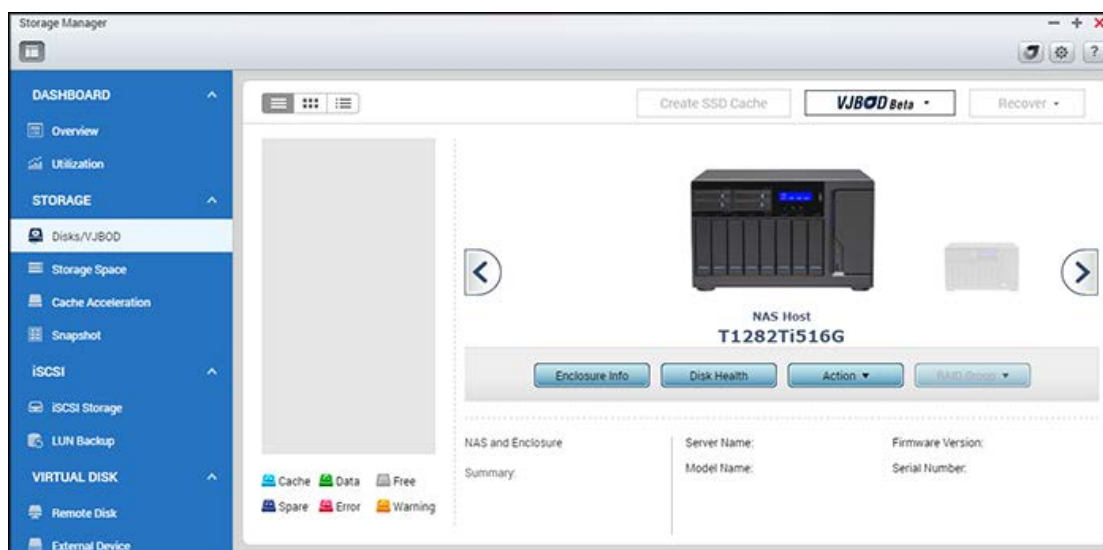 Storage Manager
DASHBOARD
Overview
Utilization
STORAGE
Disks/VJBOD
Storage Space
Cache Acceleration
Snapshot
iSCSI
iSCSI Storage
LUN Backup
VIRTUAL DISK
Remote Disk
External Device
Create SSD Cache
VJBOD Beta
Recover
NAS Host
T1282Ti516G
Enclosure Info
Disk Health
Action
RAID Group
Cache Data Free
Spare Error Warning
NAS and Enclosure
Summary:
Server Name:
Model Name:
Firmware Version:
Serial Number: